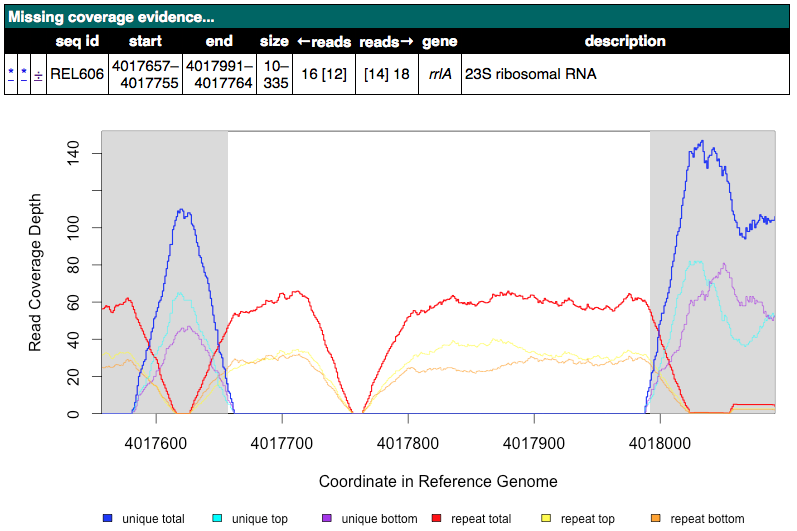 Missing coverage evidence...
seq id start end size ←reads reads→ gene description
* * ÷ REL606 4017657–4017755 4017991–4017764 10–335 16 [12] [14] 18 rrlA 23S ribosomal RNA
140
100
80
60
40
20
0
Read Coverage Depth
4017600 4017700 4017800 4017900 4018000
Coordinate in Reference Genome
unique total unique top unique bottom repeat total repeat top repeat bottom